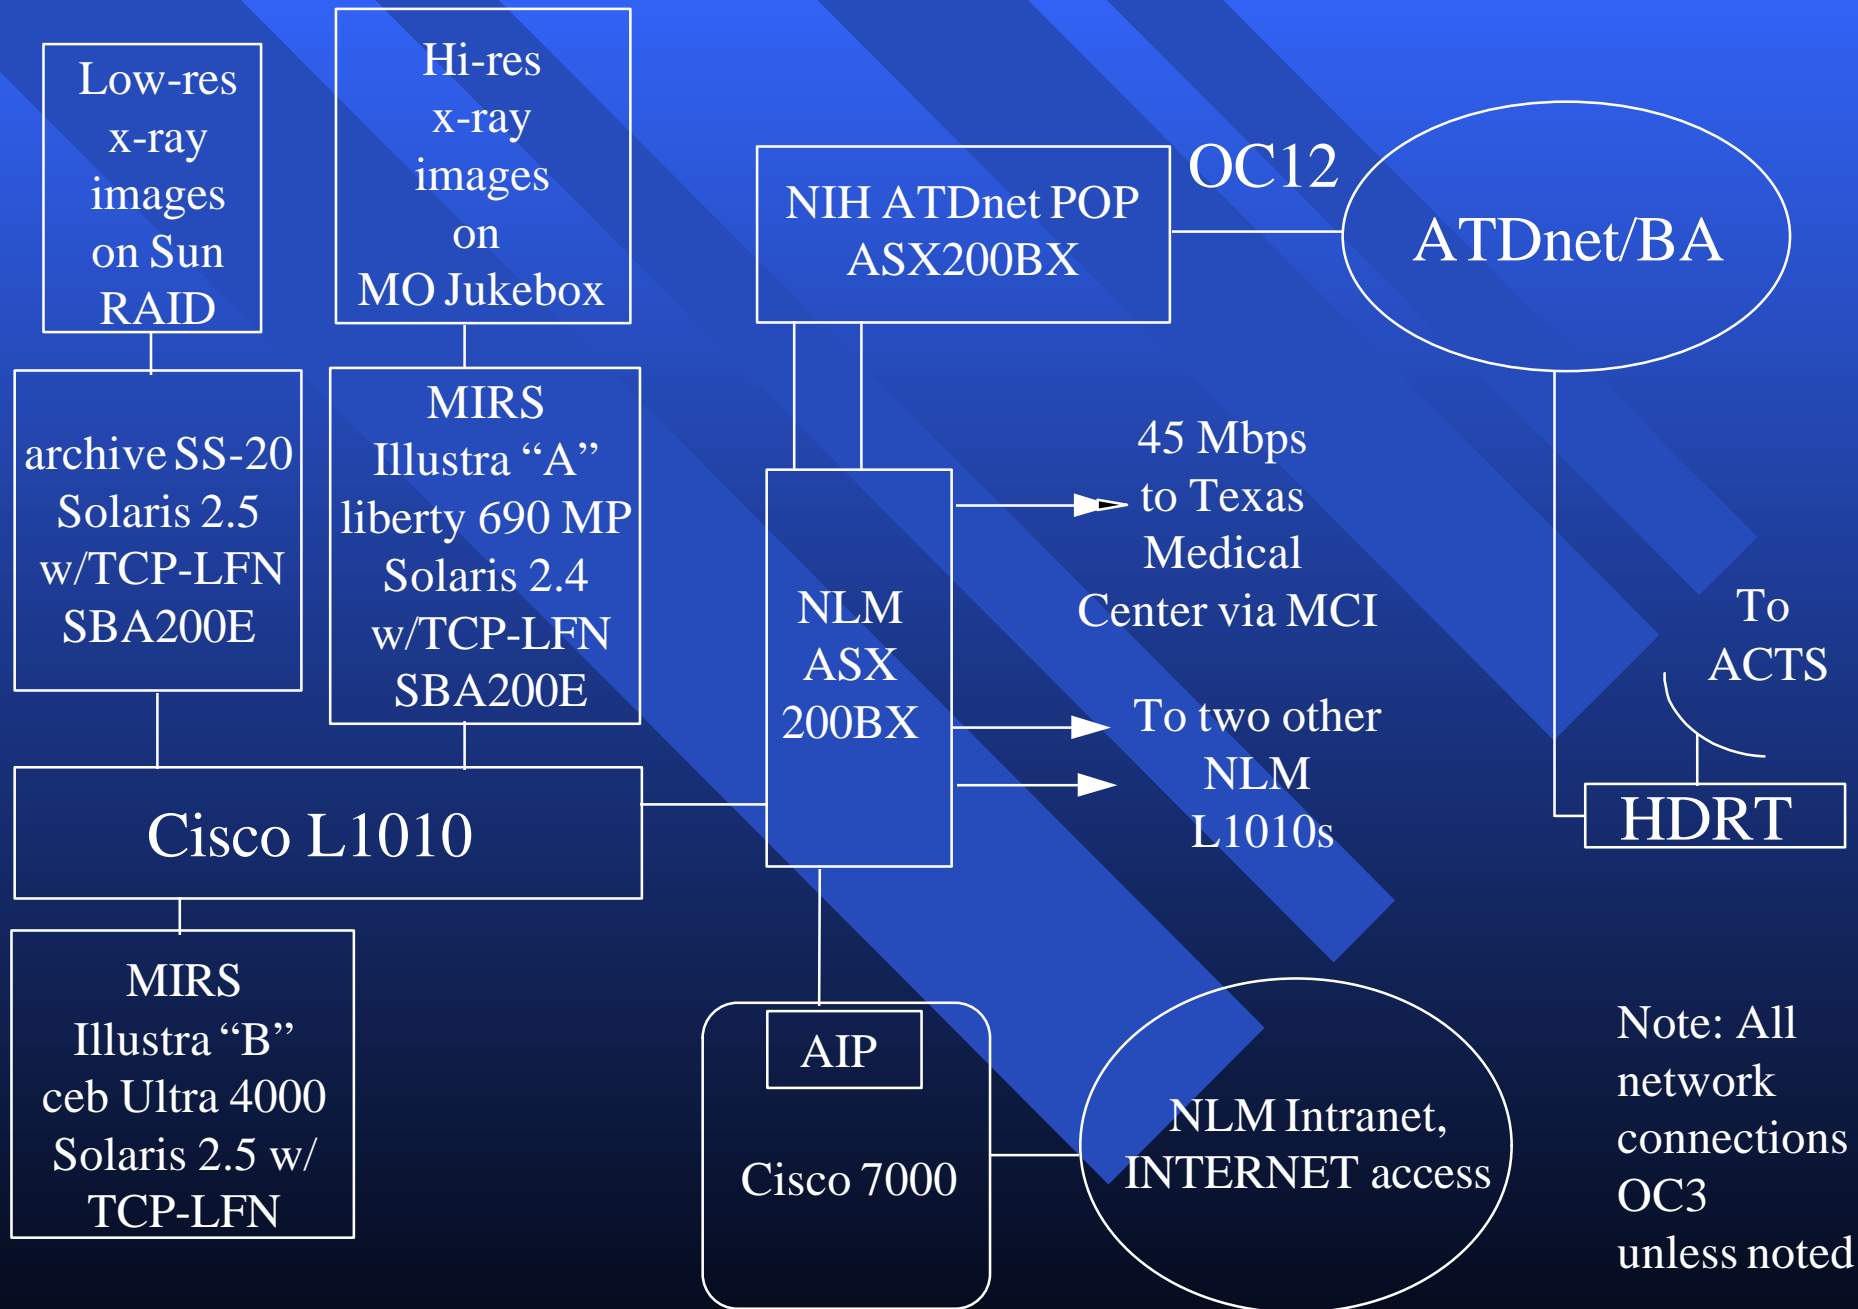 Low-res
x-ray
images
on Sun
RAID
Hi-res
x-ray
images
on
MO Jukebox
NIH ATDnet POP
ASX200BX
OC12
ATDnet/BA
archive SS-20
Solaris 2.5
w/TCP-LFN
SBA200E
MIRS
Illustra “A”
liberty 690 MP
Solaris 2.4
w/TCP-LFN
SBA200E
NLM
ASX
200BX
45 Mbps
to Texas
Medical
Center via MCI
To two other
NLM
L1010s
To
ACTS
HDRT
Cisco L1010
MIRS
Illustra “B”
ceb Ultra 4000
Solaris 2.5 w/
TCP-LFN
AIP
Cisco 7000
NLM Intranet,
INTERNET access
Note: All
network
connections
OC3
unless noted